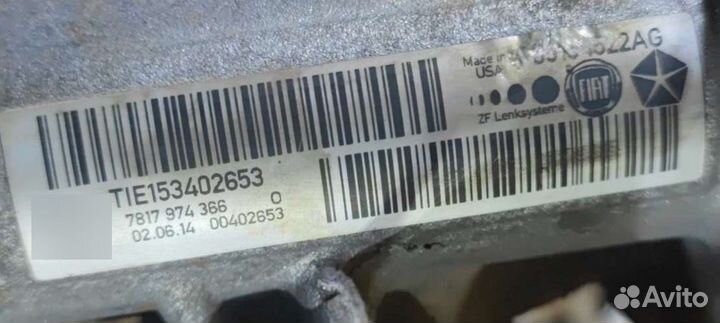 Made in
USA
FIAT
ZF Lenksysteme
TIE153402653
7817 974 366 0
02.06.14 00402653
Avito